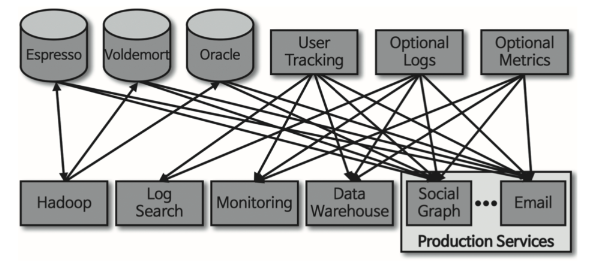 Espresso
Voldemort
Oracle
User
Tracking
Optional
Logs
Optional
Metrics
Hadoop
Log
Search
Monitoring
Data
Warehouse
Social
Graph
•••
Email
Production Services